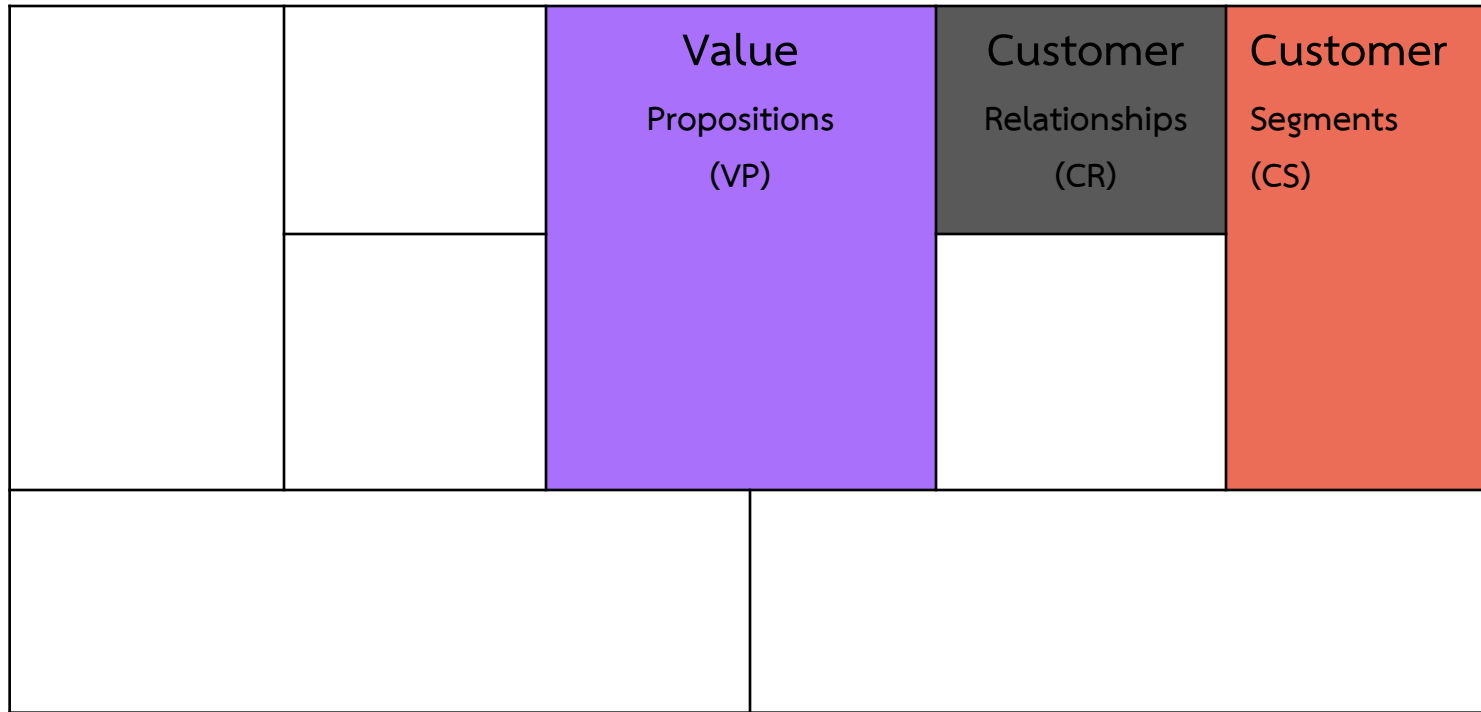 Value
Propositions
(VP)
Customer
Relationships
(CR)
Customer
Segments
(CS)